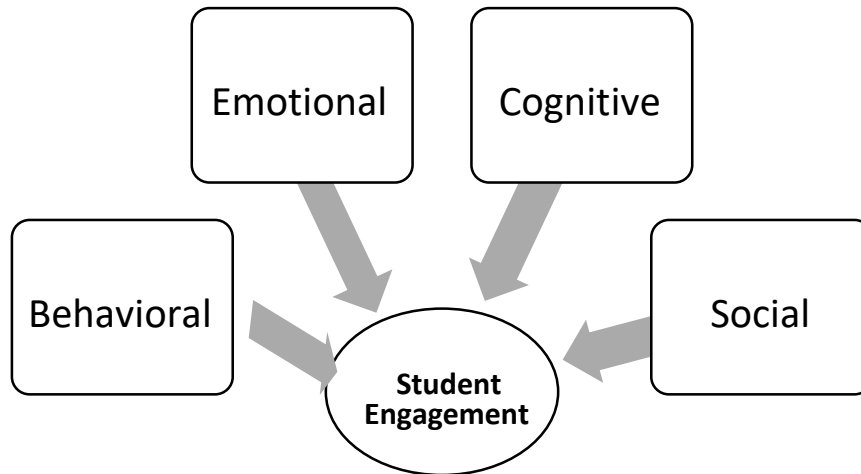 Emotional
Cognitive
Behavioral
Social
Student
Engagement